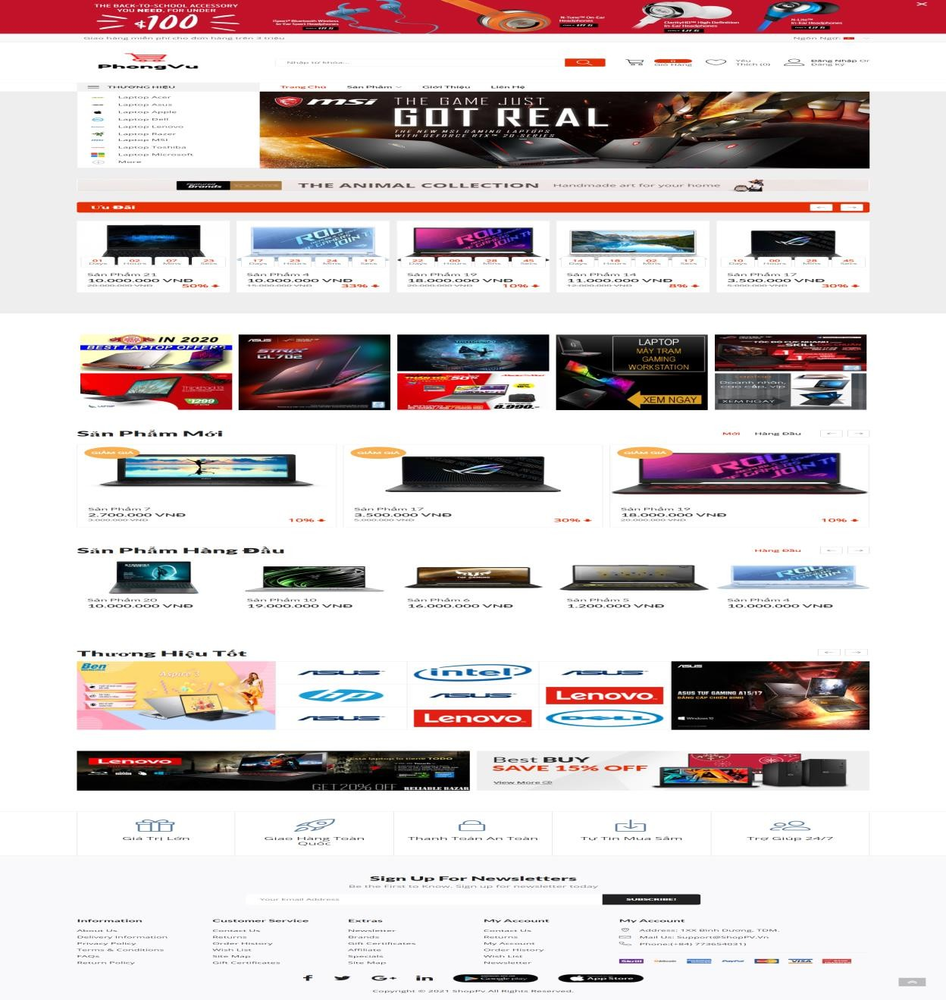 THE BACK-TO-SCHOOL ACCESSORY
YOU NEED, FOR UNDER
$100
iSport® Bluetooth Wireless
In-Ear Sport Headphones
N-Tune™ On-Ear
Headphones
ClarityHD™ High Definition
In-Ear Headphones
N-Lite™
In-Ear Headphones
Giao hàng miễn phí cho đơn hàng trên 3 triệu
Ngôn Ngữ:
PhongVu
Nhập từ khóa...
Giỏ Hàng
Yêu
Thích (0)
Đăng Nhập Or
Đăng Ký
THƯƠNG HIỆU
Trang Chủ
Sản Phẩm
Giới Thiệu
Liên Hệ
Laptop Acer
Laptop Asus
Laptop Apple
Laptop Dell
Laptop Lenovo
Laptop Razer
Laptop MSI
Laptop Toshiba
Laptop Microsoft
More
msi
THE GAME JUST
GOT REAL
THE NEW MSI GAMING LAPTOPS
WITH GEFORCE RTX™ 20-SERIES
Featured
Brands
THE ANIMAL COLLECTION Handmade art for your home
Ưu Đãi
01 02 07 23
Days Hours Mins Secs
Sản Phẩm 21
10.000.000 VNĐ
20.000.000 VNĐ 50%
17 23 24 17
Days Hours Mins Secs
Sản Phẩm 4
10.000.000 VNĐ
15.000.000 VNĐ 33%
22 00 28 45
Days Hours Mins Secs
Sản Phẩm 19
18.000.000 VNĐ
20.000.000 VNĐ 10%
14 18 02 17
Days Hours Mins Secs
Sản Phẩm 14
11.000.000 VNĐ
12.000.000 VNĐ 8%
10 00 28 45
Days Hours Mins Secs
Sản Phẩm 17
3.500.000 VNĐ
5.000.000 VNĐ 30%
IN 2020
BEST LAPTOP OFFERS
ThinkPad 13
1299
LAPTOP
ASUS
STRIX
GL702
50%
8.990.-
LAPTOP
MÁY TRẠM
GAMING
WORKSTATION
XEM NGAY
TỐC ĐỘ CỰC NHANH
SKILL CỰC CHUẨN
Laptop
Doanh nhân,
cao cấp, vip
XEM NGAY
Sản Phẩm Mới
Mới
Hàng Đầu
GIẢM GIÁ
Sản Phẩm 7
2.700.000 VNĐ
3.000.000 VNĐ 10%
GIẢM GIÁ
Sản Phẩm 17
3.500.000 VNĐ
5.000.000 VNĐ 30%
GIẢM GIÁ
Sản Phẩm 19
18.000.000 VNĐ
20.000.000 VNĐ 10%
Sản Phẩm Hàng Đầu
Hàng Đầu
Sản Phẩm 20
10.000.000 VNĐ
Sản Phẩm 10
19.000.000 VNĐ
Sản Phẩm 6
16.000.000 VNĐ
Sản Phẩm 5
1.200.000 VNĐ
Sản Phẩm 4
10.000.000 VNĐ
Thương Hiệu Tốt
Ben
Aspire 3
ASUS
intel
ASUS
hp
ASUS
Lenovo
ASUS
Lenovo
DELL
ASUS
ASUS TUF GAMING A15/17
ĐẲNG CẤP CHIẾN BINH
Windows 10
Lenovo
Esta laptop lo tiene TODO
GET 20% OFF
RELIABLE BAZAR
Best BUY
SAVE 15% OFF
View More
Giá Trị Lớn
Giao Hàng Toàn
Quốc
Thanh Toán An Toàn
Tự Tin Mua Sắm
Trợ Giúp 24/7
Sign Up For Newsletters
Be the First to Know. Sign up for newsletter today
Your Email Address
SUBSCRIBE!
Information
About Us
Delivery Information
Privacy Policy
Terms & Conditions
FAQs
Return Policy
Customer Service
Contact Us
Returns
Order History
Wish List
Site Map
Gift Certificates
Extras
Newsletter
Brands
Gift Certificates
Affiliate
Specials
Site Map
My Account
Contact Us
Returns
My Account
Order History
Wish List
Newsletter
My Account
Address: 1XX Bình Dương, TDM.
Mail Us: Support@ShopPV.Vn
Phone:(+84) 773654031)
Skrill
bitcoin
PayPal
VISA
Google play
App Store
Copyright © 2021 ShopPv All Rights Reserved.